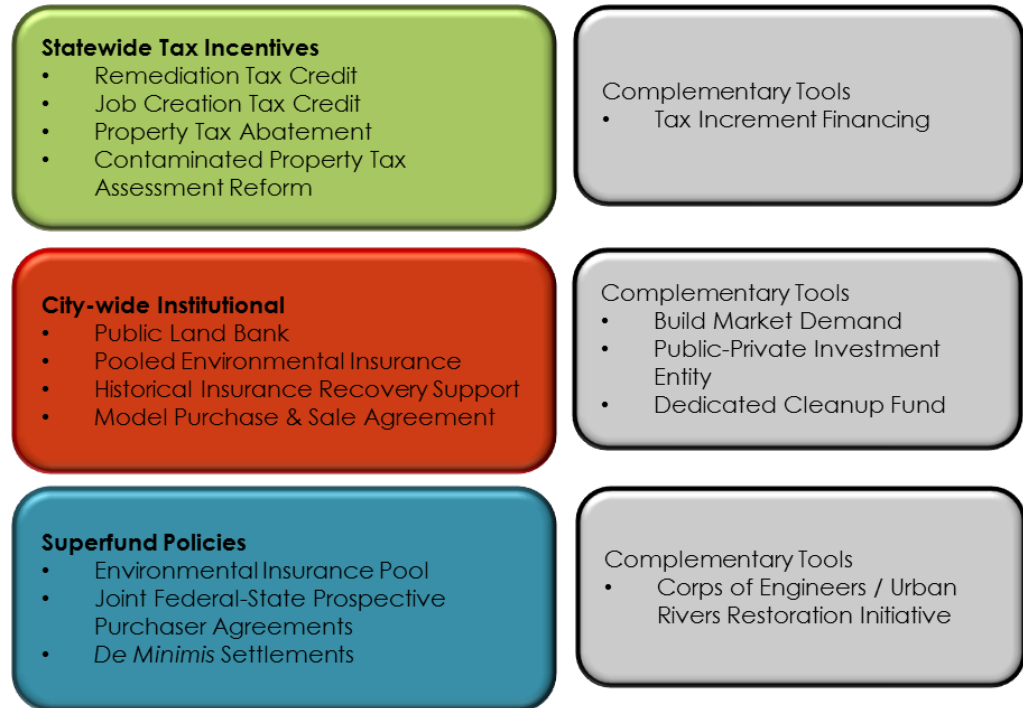 Statewide Tax Incentives
• Remediation Tax Credit
• Job Creation Tax Credit
• Property Tax Abatement
• Contaminated Property Tax
Assessment Reform
Complementary Tools
• Tax Increment Financing
City-wide Institutional
• Public Land Bank
• Pooled Environmental Insurance
• Historical Insurance Recovery Support
• Model Purchase & Sale Agreement
Complementary Tools
• Build Market Demand
• Public-Private Investment
Entity
• Dedicated Cleanup Fund
Superfund Policies
• Environmental Insurance Pool
• Joint Federal-State Prospective
Purchaser Agreements
• De Minimis Settlements
Complementary Tools
• Corps of Engineers / Urban
Rivers Restoration Initiative